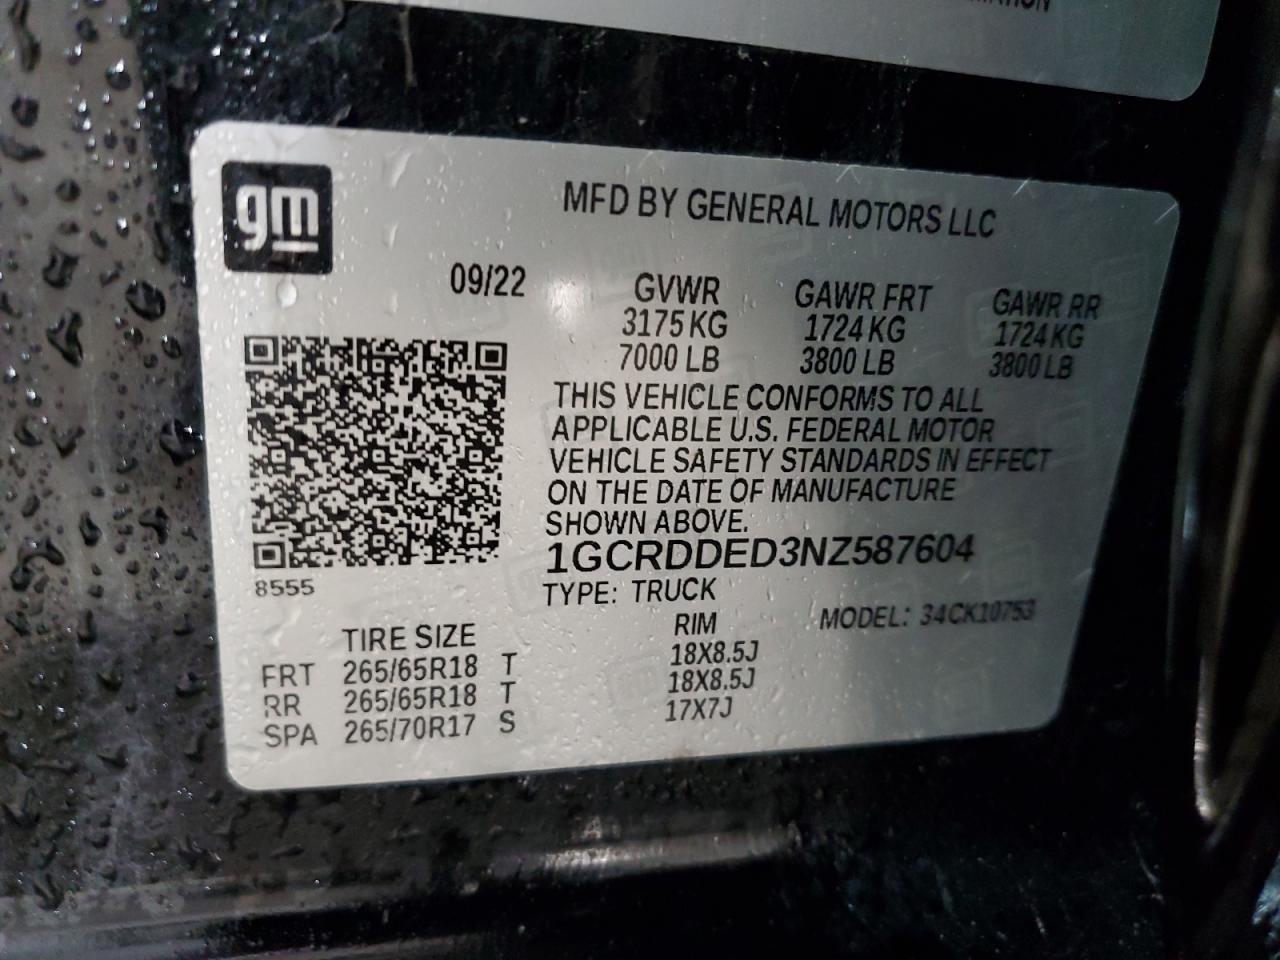 gm
MFD BY GENERAL MOTORS LLC
09/22
GVWR GAWR FRT GAWR RR
3175 KG 1724 KG 1724 KG
7000 LB 3800 LB 3800 LB
THIS VEHICLE CONFORMS TO ALL
APPLICABLE U.S. FEDERAL MOTOR
VEHICLE SAFETY STANDARDS IN EFFECT
ON THE DATE OF MANUFACTURE
SHOWN ABOVE.
1GCRDDED3NZ587604
8555
TYPE: TRUCK MODEL: 34CK10753
TIRE SIZE RIM
FRT 265/65R18 T 18X8.5J
RR 265/65R18 T 18X8.5J
SPA 265/70R17 S 17X7J